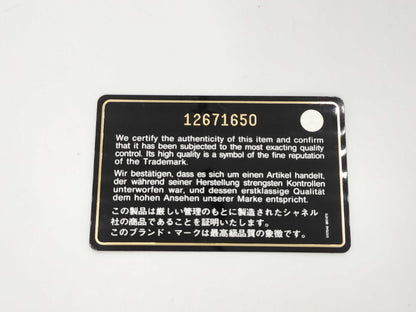 12671650
We certify the authenticity of this item and confirm
that it has been subjected to the most exacting quality
control. Its high quality is a symbol of the fine reputation
of the Trademark.
Wir bestätigen, dass es sich um einen Artikel handelt,
der während seiner Herstellung strengsten Kontrollen
unterworfen war, und dessen erstklassige Qualität
dem hohen Ansehen unserer Marke entspricht.
この製品は厳しい管理のもとに製造されたシャネル
社の商品であることを証明いたします。
このブランド・マークは最高級品質の象徴です。